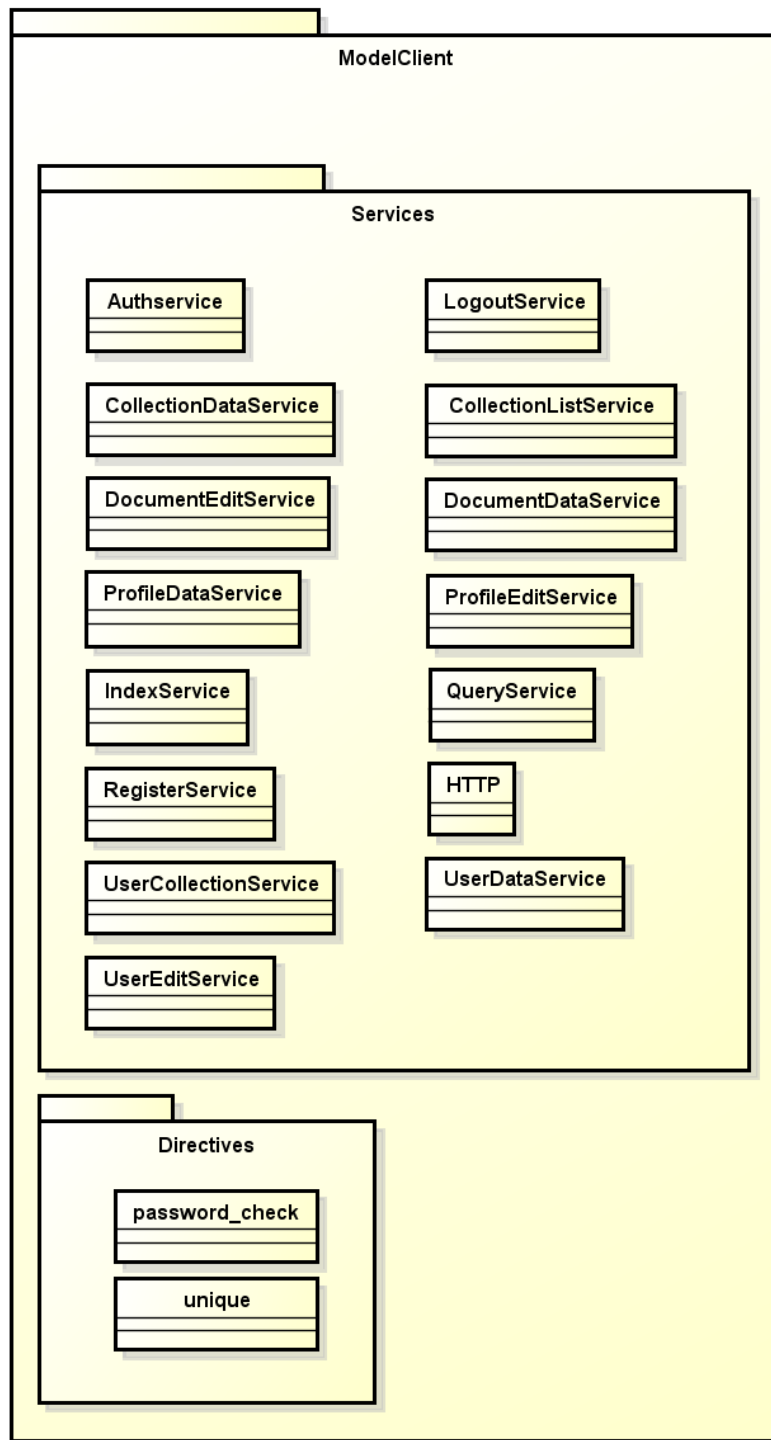 ModelClient
Services
Authservice
LogoutService
CollectionDataService
CollectionListService
DocumentEditService
DocumentDataService
ProfileDataService
ProfileEditService
IndexService
QueryService
RegisterService
HTTP
UserCollectionService
UserDataService
UserEditService
Directives
password_check
unique